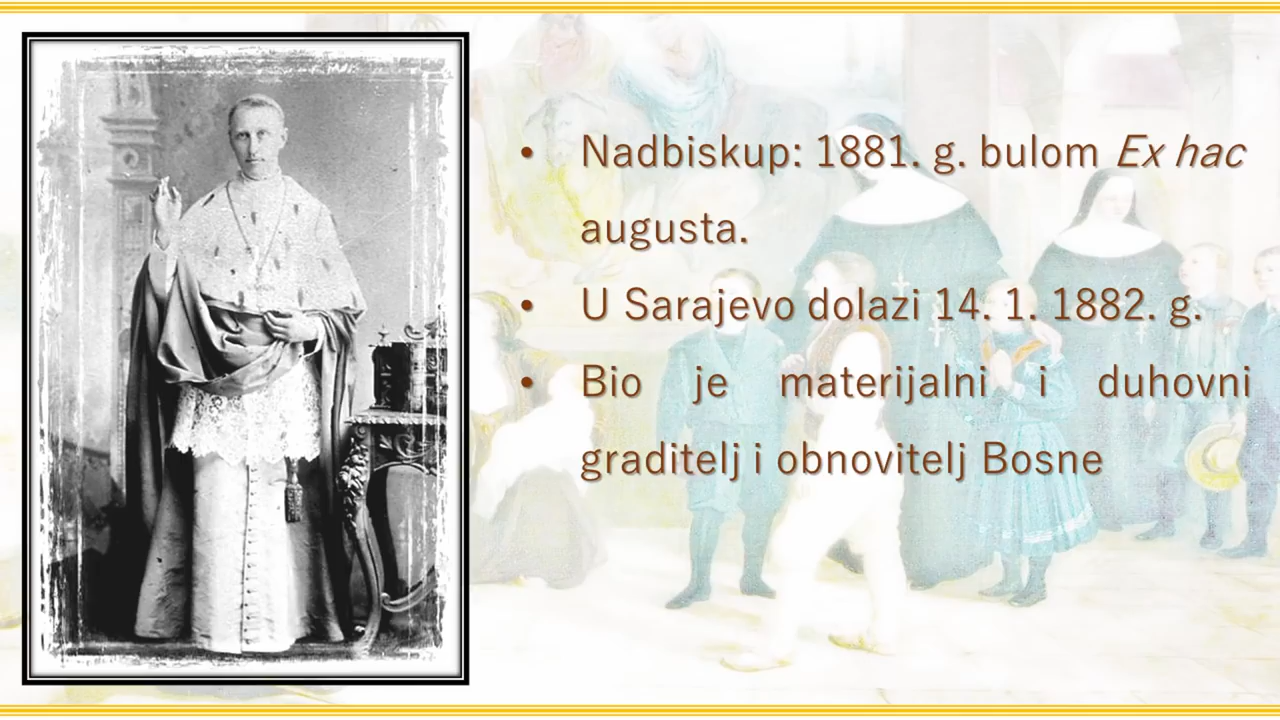 • Nadbiskup: 1881. g. bulom Ex hac
augusta.
• U Sarajevo dolazi 14. 1. 1882. g.
• Bio je materijalni i duhovni
graditelj i obnovitelj Bosne